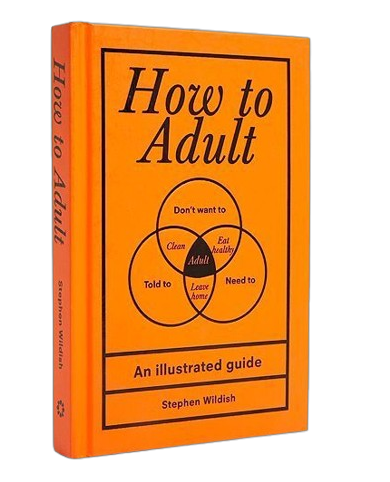 How to Adult
Stephen Wildish
How to
Adult
Don't want to
Clean
Eat
healthy
Adult
Told to
Need to
Leave
home
An illustrated guide
Stephen Wildish